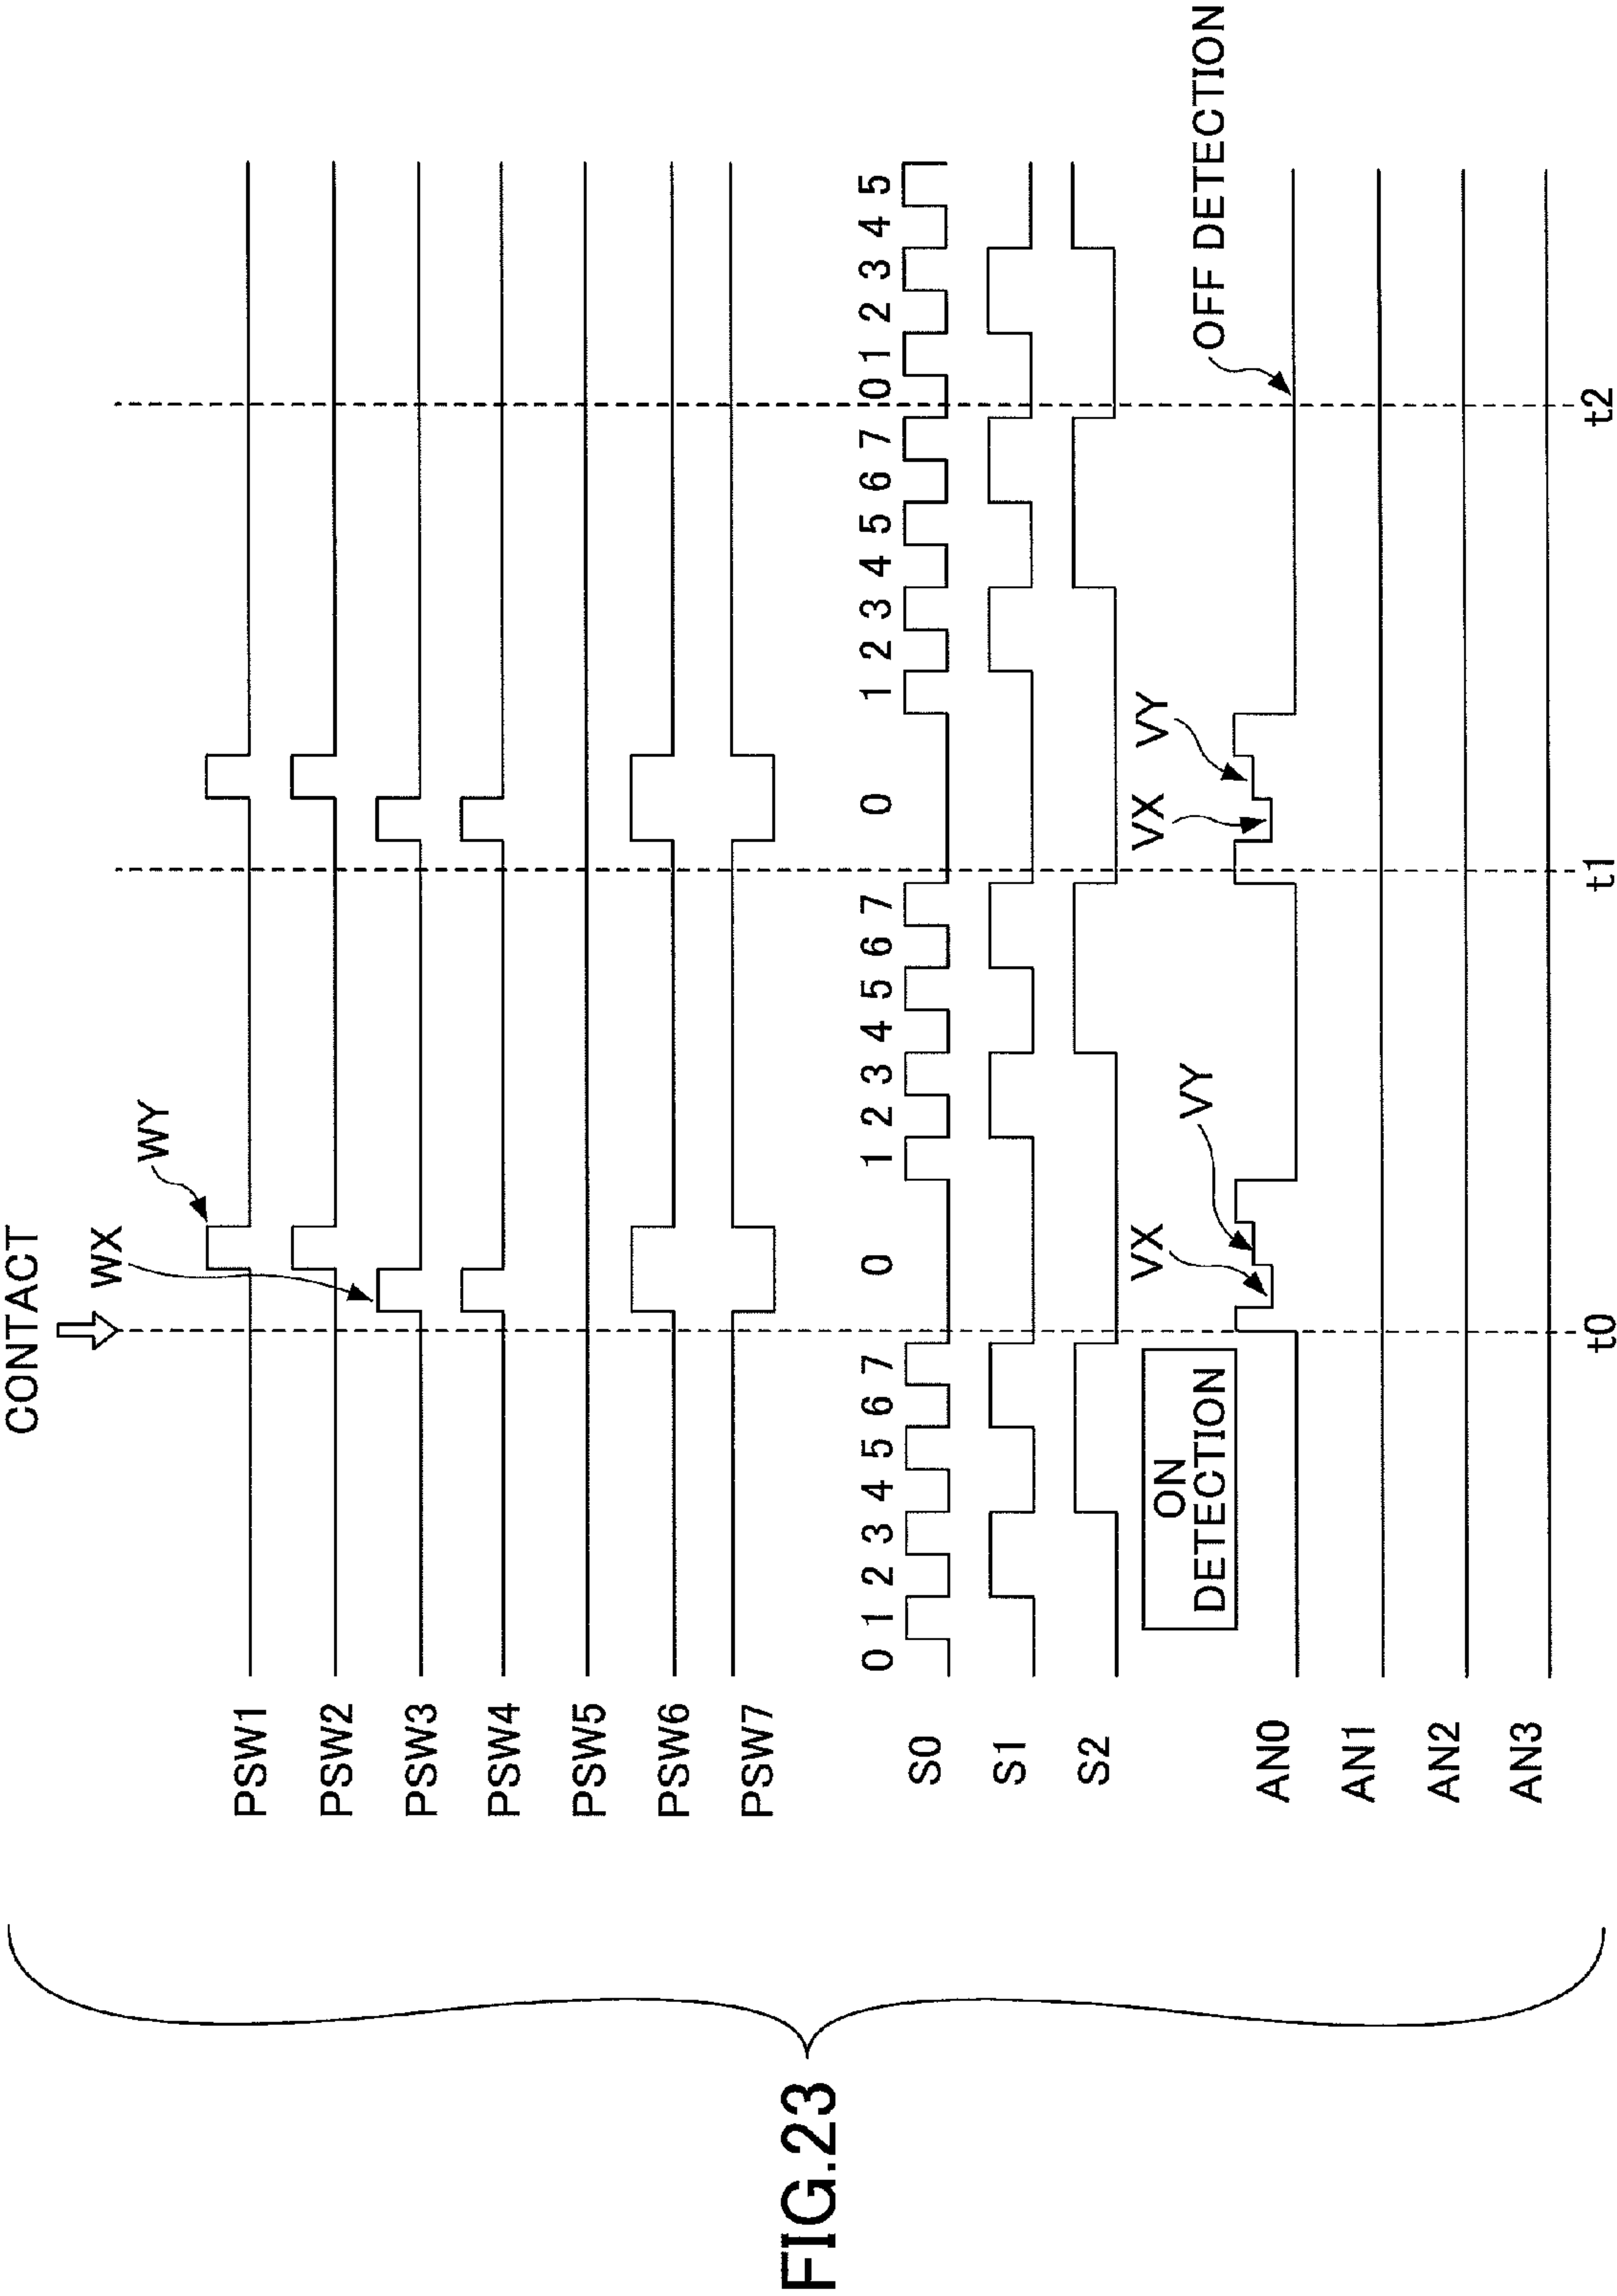 FIG.23
CONTACT
WX
WY
PSW1
PSW2
PSW3
PSW4
PSW5
PSW6
PSW7
0 1 2 3 4 5 6 7 0 1 2 3 4 5 6 7 0 1 2 3 4 5 6 7 0 1 2 3 4 5
S0
S1
S2
ON
DETECTION
VX
VY
VX
VY
OFF DETECTION
AN0
AN1
AN2
AN3
t0
t1
t2